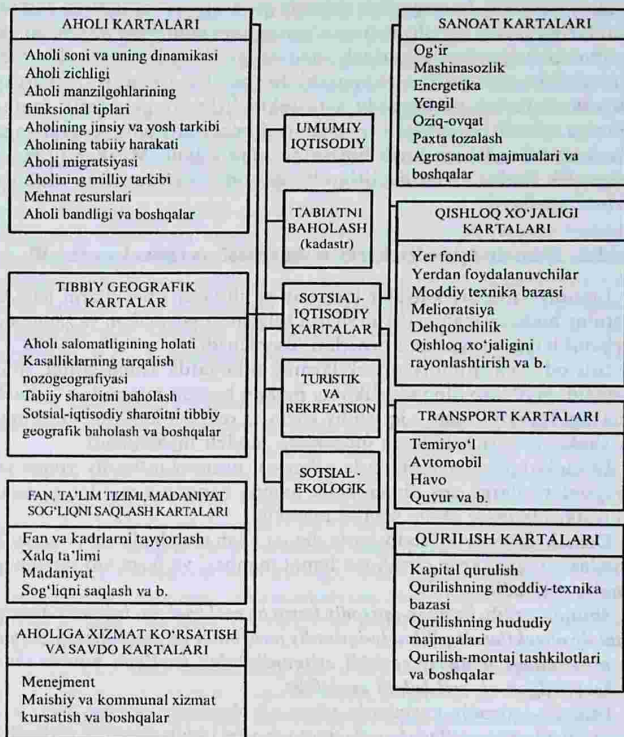 AHOLI KARTALARI
Aholi soni va uning dınamikasi
Aholi zichligi
Aholi manzilgohlarining
funksional tiplari
Aholining jinsiy va yosh tarkibi
Aholining tabiiy harakati
Aholi migratsiyasi
Aholining milliy tarkibi
Mehnat resurslari
Aholi bandligi va boshqalar
TIBBIY GEOGRAFIK
KARTALAR
Aholi salomatligining holati
Kasalliklarning tarqalish
nozogeografiyasi
Tabiiy sharoitni baholash
Sotsial-iqtisodiy sharoitni tibbiy
geografik baholash va boshqalar
FAN, TA'LIM TIZIMI, MADANIYAT
SOG‘LIQNI SAQLASH KARTALARI
Fan va kadrlarni tayyorlash
Xalq ta'limi
Madaniyat
Sog‘liqni saqlash va b.
AHOLIGA XIZMAT KO‘RSATISH
VA SAVDO KARTALARI
Menejment
Maishiy va kommunal xizmat
kursatish va boshqalar
UMUMIY
IQTISODIY
TABIATNI
BAHOLASH
(kadastr)
SOTSIAL-
IQTISODIY
KARTALAR
TURISTIK
VA
REKREATSION
SOTSIAL -
EKOLOGIK
SANOAT KARTALARI
Og‘ir
Mashinasozlik
Energetika
Yengil
Oziq-ovqat
Paxta tozalash
Agrosanoat majmualari va
boshqalar
QISHLOQ XO‘JALIGI
KARTALARI
Yer fondi
Yerdan foydalanuvchilar
Moddiy texnika bazasi
Melioratsiya
Dehqonchilik
Qishloq xo‘jaligini
rayonlashtirish va b.
TRANSPORT KARTALARI
Temiryo‘l
Avtomobil
Havo
Quvur va b.
QURILISH KARTALARI
Kapital qurulish
Qurilishning moddiy-texnika
bazasi
Qurilishning hududiy
majmualari
Qurilish-montaj tashkilotlari
va boshqalar